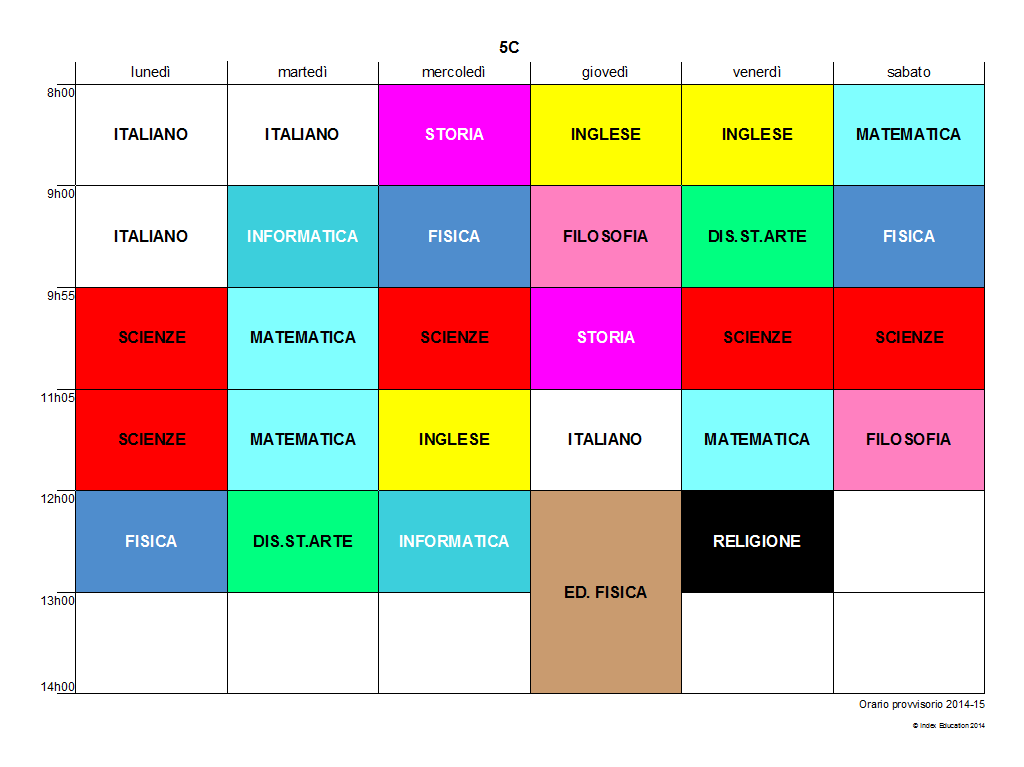 5C
lunedì martedì mercoledì giovedì venerdì sabato
8h00
ITALIANO ITALIANO STORIA INGLESE INGLESE MATEMATICA
9h00
ITALIANO INFORMATICA FISICA FILOSOFIA DIS.ST.ARTE FISICA
9h55
SCIENZE MATEMATICA SCIENZE STORIA SCIENZE SCIENZE
11h05
SCIENZE MATEMATICA INGLESE ITALIANO MATEMATICA FILOSOFIA
12h00
FISICA DIS.ST.ARTE INFORMATICA RELIGIONE
ED. FISICA
13h00
14h00
Orario provvisorio 2014-15
© Index Education 2014